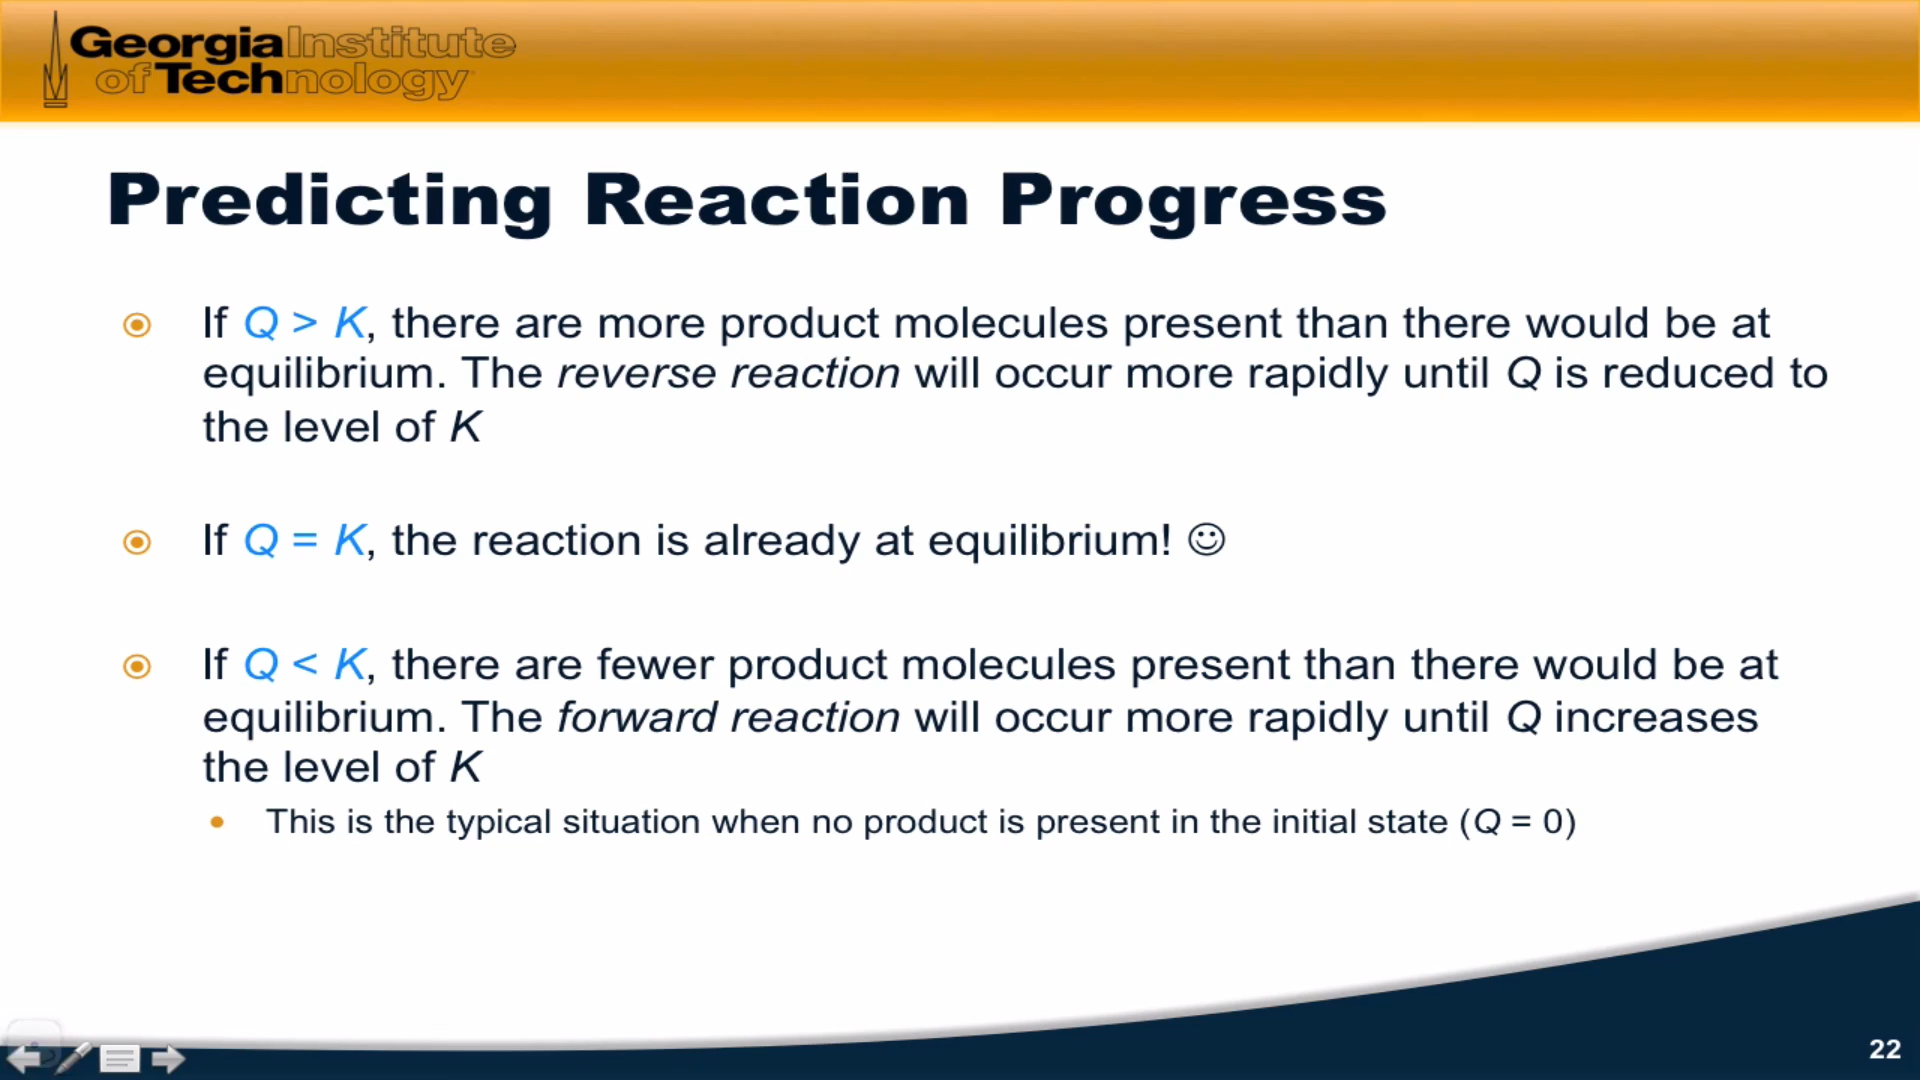 Georgia Institute
of Technology
Predicting Reaction Progress
If Q > K, there are more product molecules present than there would be at
equilibrium. The reverse reaction will occur more rapidly until Q is reduced to
the level of K
If Q = K, the reaction is already at equilibrium! ☺
If Q < K, there are fewer product molecules present than there would be at
equilibrium. The forward reaction will occur more rapidly until Q increases
the level of K
• This is the typical situation when no product is present in the initial state (Q = 0)
22